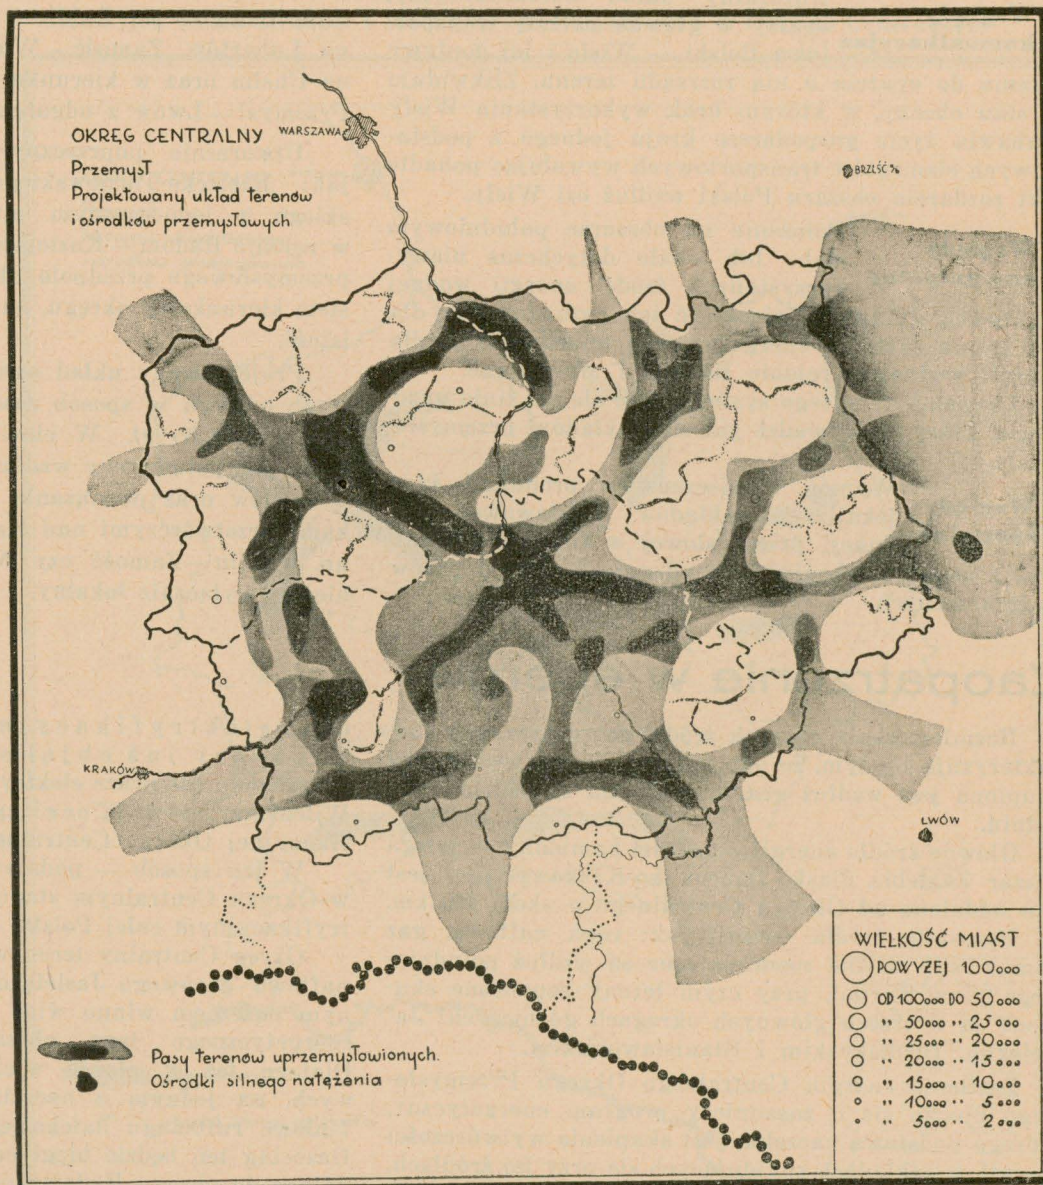 OKRĘG CENTRALNY
Przemysł
Projektowany układ terenów
i ośrodków przemysłowych
WARSZAWA
BRZEŚĆ n/B
KRAKÓW
LWÓW
Pasy terenów uprzemysłowionych.
Ośrodki silnego natężenia
WIELKOŚĆ MIAST
POWYŻEJ 100000
OD 100000 DO 50000
" 50000 " 25000
" 25000 " 20000
" 20000 " 15000
" 15000 " 10000
" 10000 " 5000
" 5000 " 2000